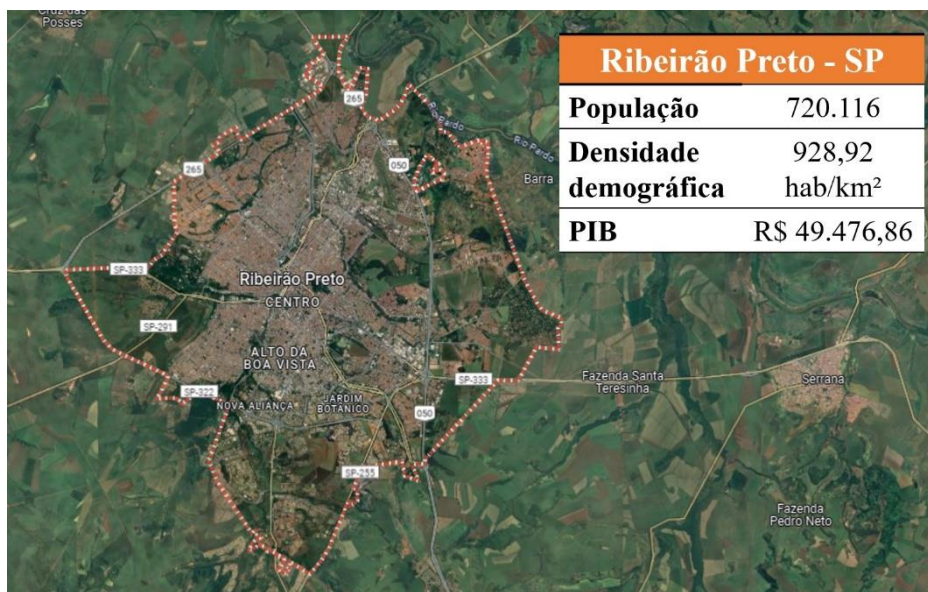 Cruz das
Posses
Ribeirão Preto - SP
População 720.116
Densidade 928,92
demográfica hab/km²
PIB R$ 49.476,86
265
265
050
Rio Pardo
Rio Pardo
Barra
SP-333
Ribeirão Preto
CENTRO
SP-291
ALTO DA
BOA VISTA
SP-322
NOVA ALIANÇA
JARDIM
BOTÂNICO
SP-333
050
Fazenda Santa
Teresinha
Serrana
SP-255
Fazenda
Pedro Neto